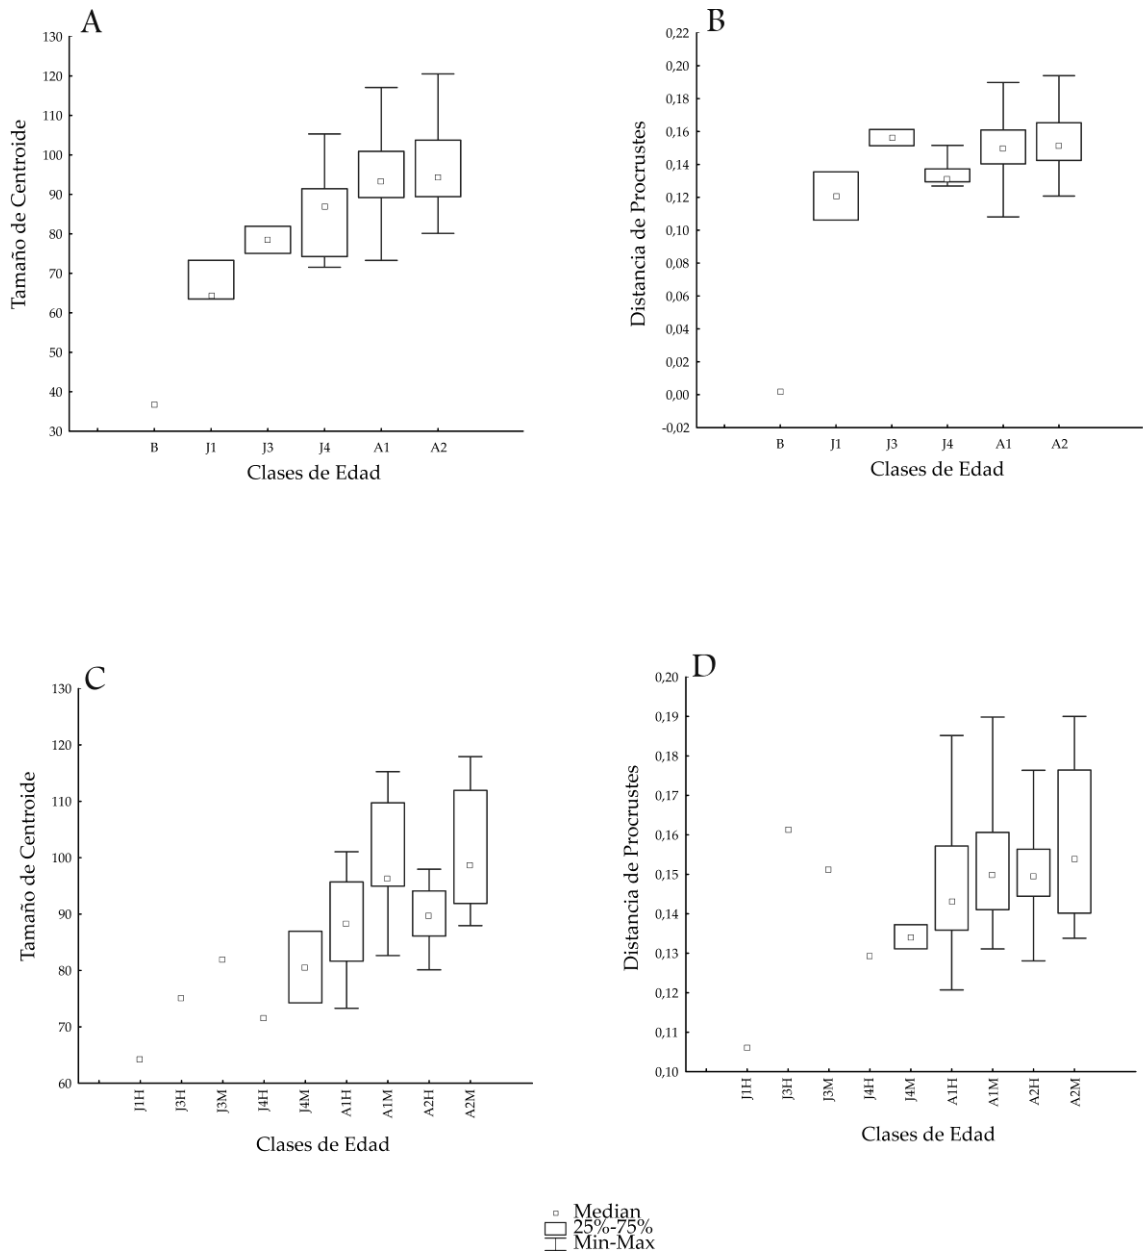 A
130
120
110
100
90
80
70
60
50
40
30
Tamaño de Centroide
B J1 J3 J4 A1 A2
Clases de Edad
B
0,22
0,20
0,18
0,16
0,14
0,12
0,10
0,08
0,06
0,04
0,02
0,00
-0,02
Distancia de Procrustes
B J1 J3 J4 A1 A2
Clases de Edad
C
130
120
110
100
90
80
70
60
Tamaño de Centroide
J1H J3H J3M J4H J4M A1H A1M A2H A2M
Clases de Edad
D
0,20
0,19
0,18
0,17
0,16
0,15
0,14
0,13
0,12
0,11
0,10
Distancia de Procrustes
J1H J3H J3M J4H J4M A1H A1M A2H A2M
Clases de Edad
Median
25%-75%
Min-Max